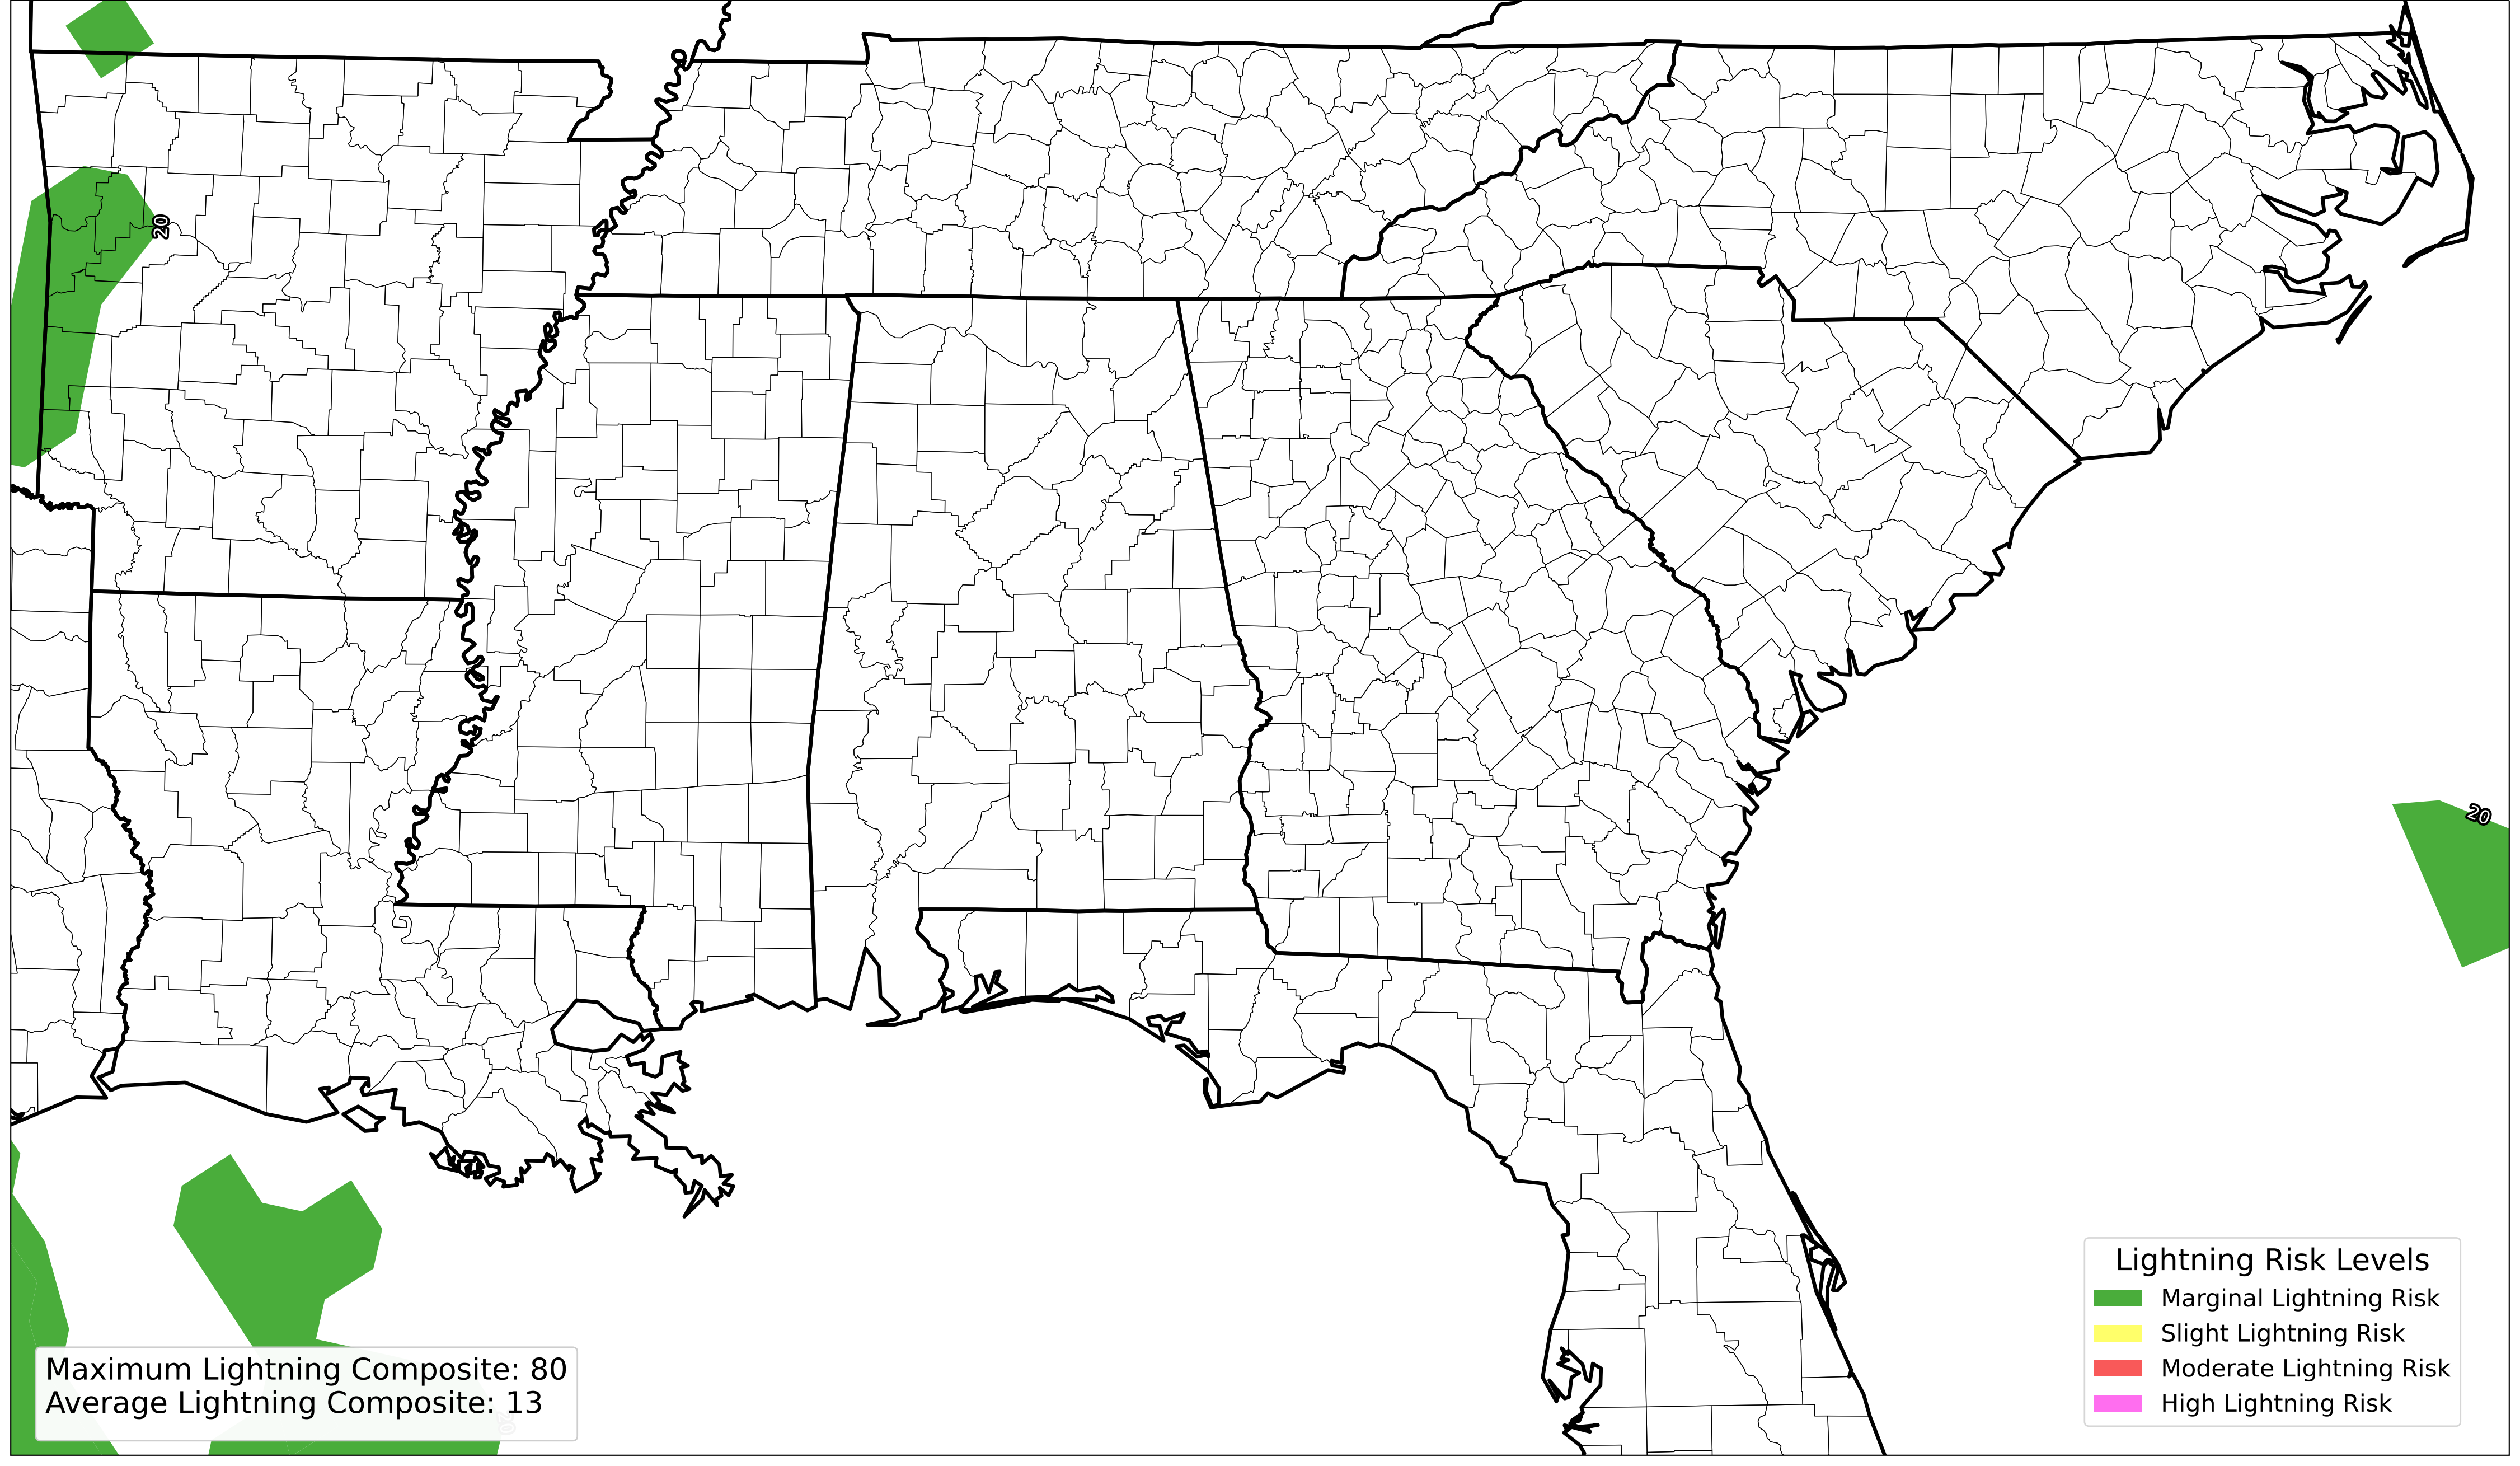 20
20
Lightning Risk Levels
Marginal Lightning Risk
Slight Lightning Risk
Moderate Lightning Risk
High Lightning Risk
Maximum Lightning Composite: 80
Average Lightning Composite: 13